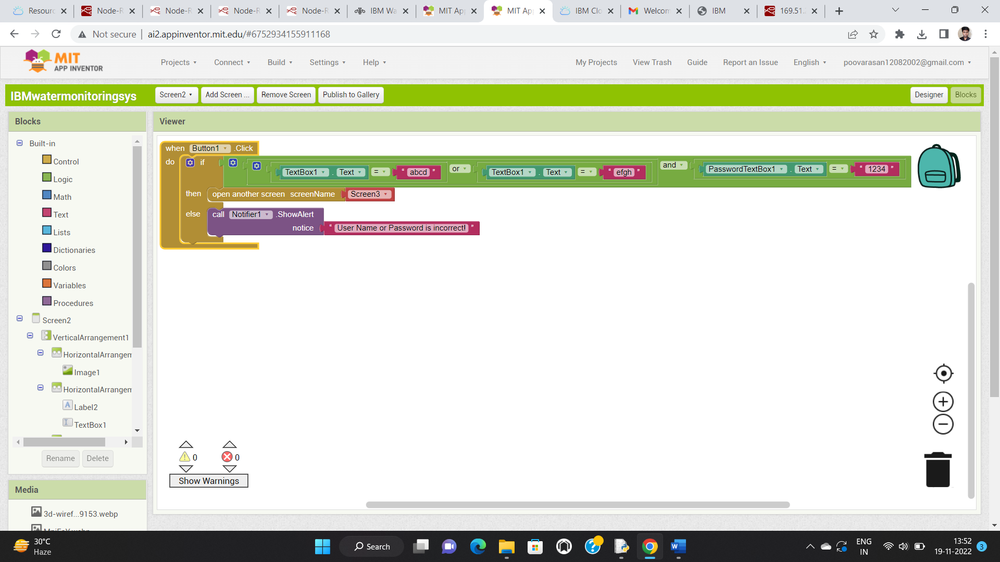 Resourc Node-R Node-R Node-R Node-R IBM Wa MIT Ap MIT Ap IBM Clo Welcom IBM 169.51.
Not secure ai2.appinventor.mit.edu/#6752934155911168
MIT
APP INVENTOR
Projects Connect Build Settings Help My Projects View Trash Guide Report an Issue English poovarasan12082002@gmail.com
IBMwatermonitoringsys Screen2 Add Screen ... Remove Screen Publish to Gallery Designer Blocks
Blocks
Built-in
Control
Logic
Math
Text
Lists
Dictionaries
Colors
Variables
Procedures
Screen2
VerticalArrangement1
HorizontalArrangem
Image1
HorizontalArrangem
Label2
TextBox1
Rename Delete
Media
3d-wiref...9153.webp
Viewer
when Button1 .Click
do if TextBox1 . Text = “ abcd ” or TextBox1 . Text = “ efgh ” and PasswordTextBox1 . Text = “ 1234 ”
then open another screen screenName Screen3
else call Notifier1 .ShowAlert
notice “ User Name or Password is incorrect! ”
0 0
Show Warnings
30°C
Haze
Search
ENG
IN
13:52
19-11-2022
3